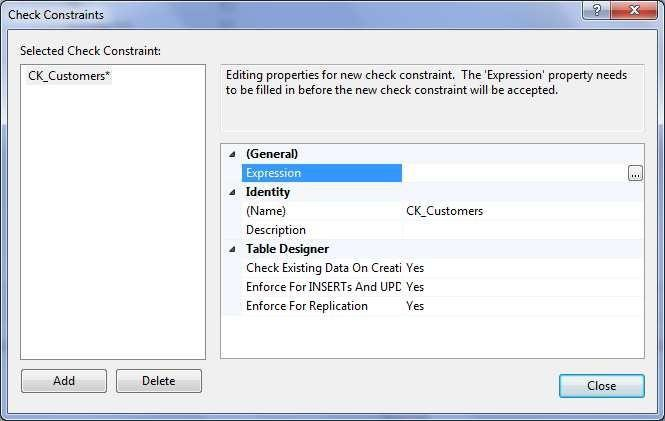 Check Constraints
Selected Check Constraint:
CK_Customers*
Editing properties for new check constraint. The 'Expression' property needs
to be filled in before the new check constraint will be accepted.
(General)
Expression
...
Identity
(Name) CK_Customers
Description
Table Designer
Check Existing Data On Creati Yes
Enforce For INSERTs And UPD Yes
Enforce For Replication Yes
Add Delete
Close